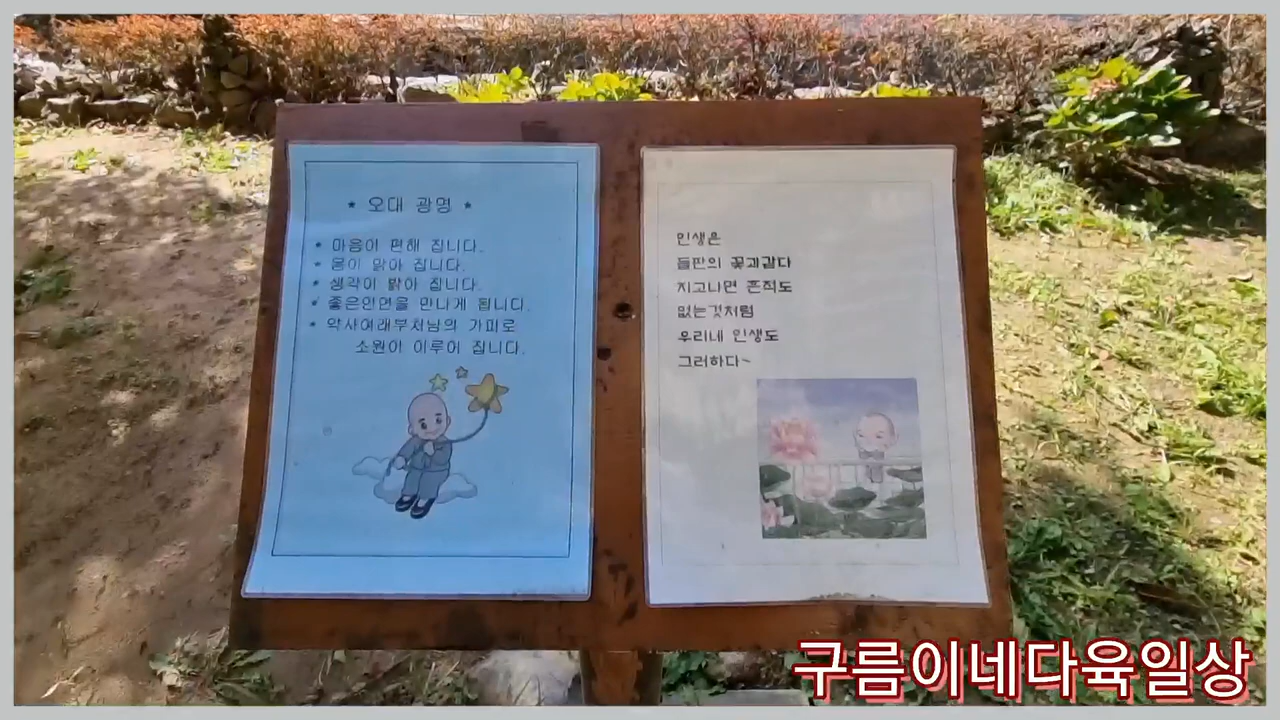 * 오대 광명 *
* 마음이 편해 집니다.
* 몸이 맑아 집니다.
* 생각이 밝아 집니다.
* 좋은인연을 만나게 됩니다.
* 약사여래부처님의 가피로
소원이 이루어 집니다.
인생은
들판의 꽃과같다
지고나면 흔적도
없는것처럼
우리네 인생도
그러하다~
구름이네다육일상